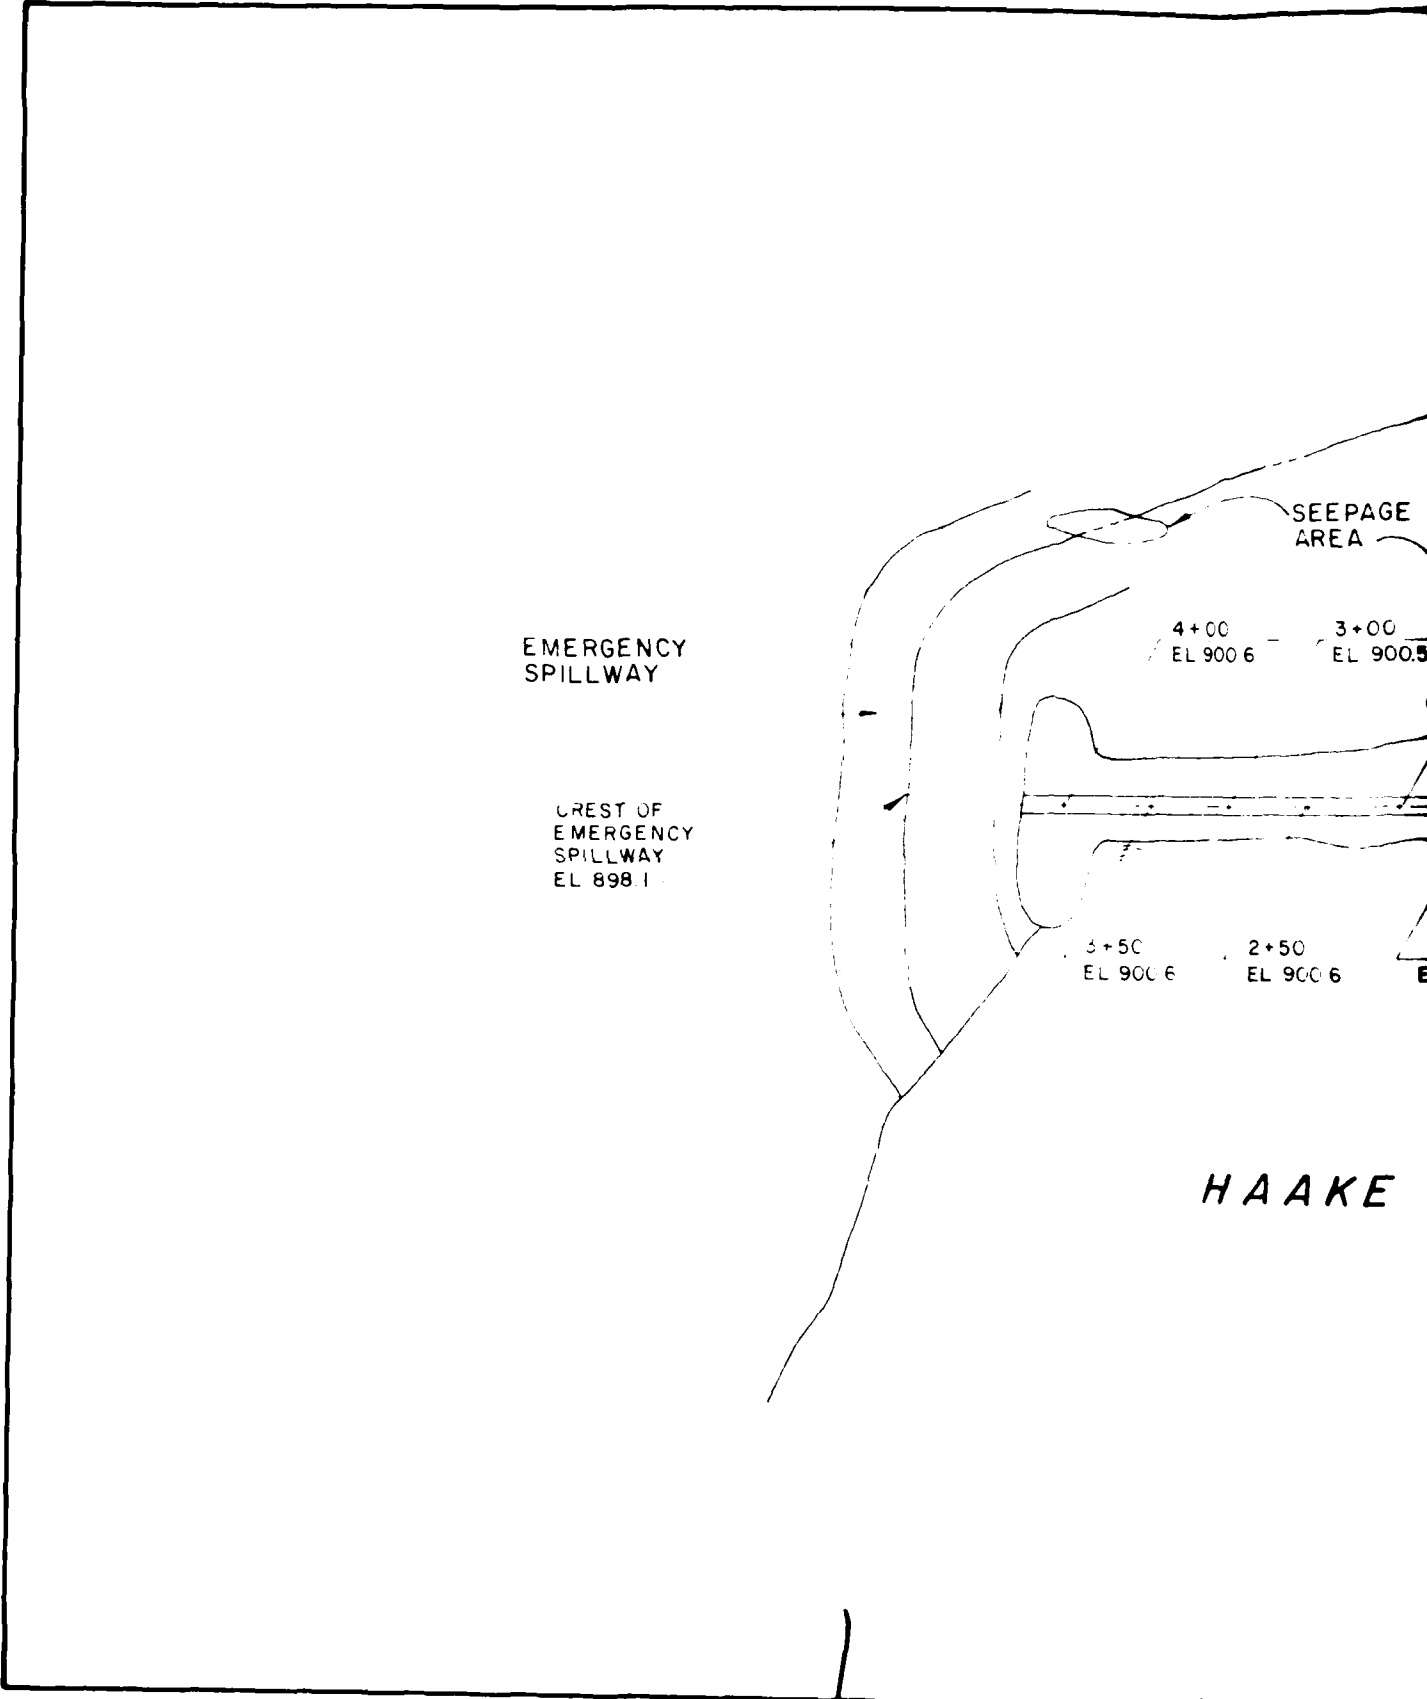 SEEPAGE
AREA
4+00
EL 900.6
3+00
EL 900.5
EMERGENCY
SPILLWAY
CREST OF
EMERGENCY
SPILLWAY
EL 898.1
3+50
EL 900.6
2+50
EL 900.6
E
HAAKE